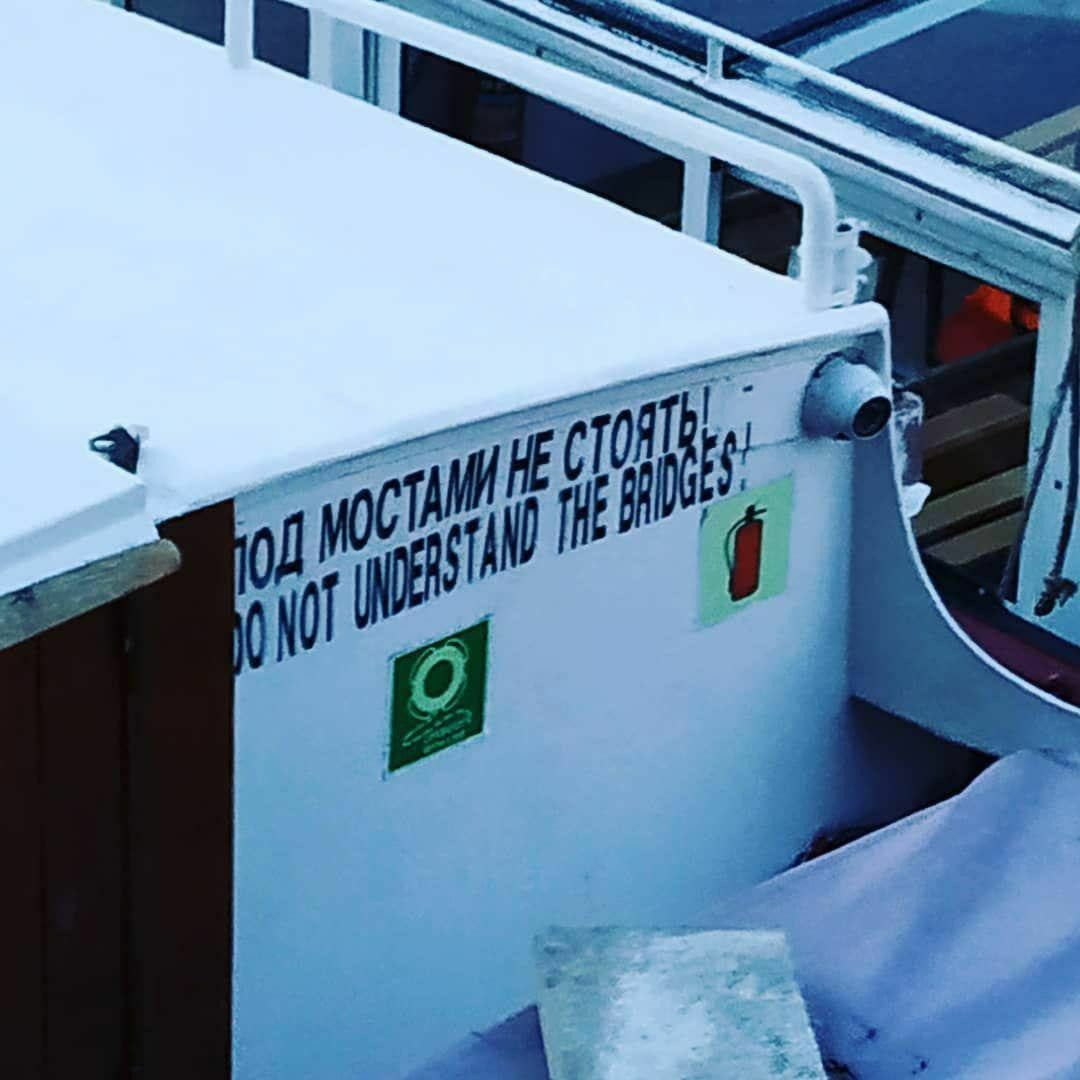 ПОД МОСТАМИ НЕ СТОЯТЬ!
DO NOT UNDERSTAND THE BRIDGES!